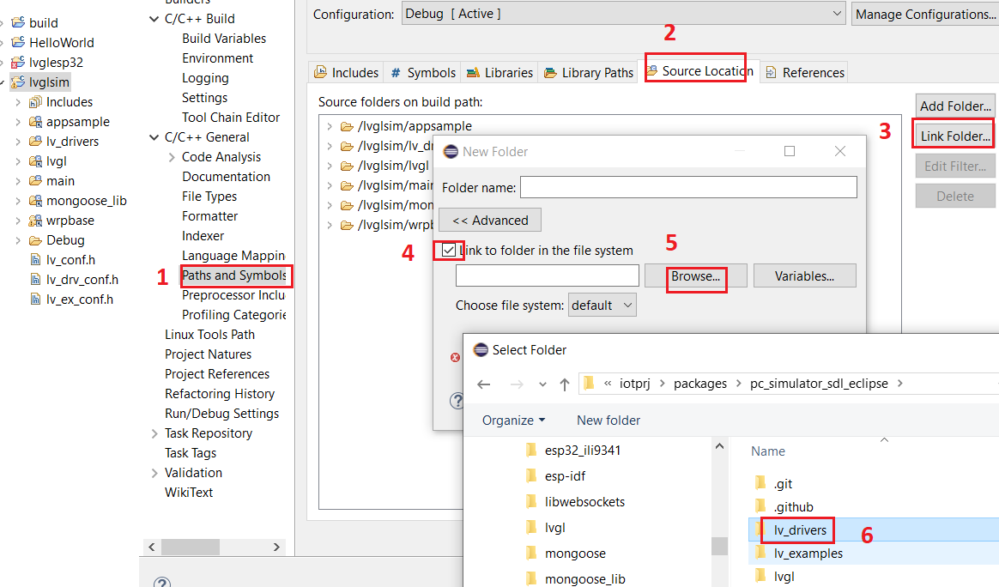 build
HelloWorld
lvglesp32
lvglsim
Includes
appsample
lv_drivers
lvgl
main
mongoose_lib
wrpbase
Debug
lv_conf.h
lv_drv_conf.h
lv_ex_conf.h
Builders
C/C++ Build
Build Variables
Environment
Logging
Settings
Tool Chain Editor
C/C++ General
Code Analysis
Documentation
File Types
Formatter
Indexer
Language Mappin
1 Paths and Symbols
Preprocessor Inclu
Profiling Categorie
Linux Tools Path
Project Natures
Project References
Refactoring History
Run/Debug Settings
Task Repository
Task Tags
Validation
WikiText
Configuration: Debug [ Active ] Manage Configurations...
2
Includes # Symbols Libraries Library Paths Source Location References
Source folders on build path:
/lvglsim/appsample
/lvglsim/lv_dr
/lvglsim/lvgl
/lvglsim/main
/lvglsim/mon
/lvglsim/wrpb
Add Folder...
3 Link Folder...
Edit Filter...
Delete
New Folder
Folder name:
<< Advanced
4 Link to folder in the file system
5
Browse... Variables...
Choose file system: default
?
Select Folder
« iotprj > packages > pc_simulator_sdl_eclipse >
Organize New folder
esp32_ili9341
esp-idf
libwebsockets
lvgl
mongoose
mongoose_lib
Name
.git
.github
lv_drivers 6
lv_examples
lvgl
?